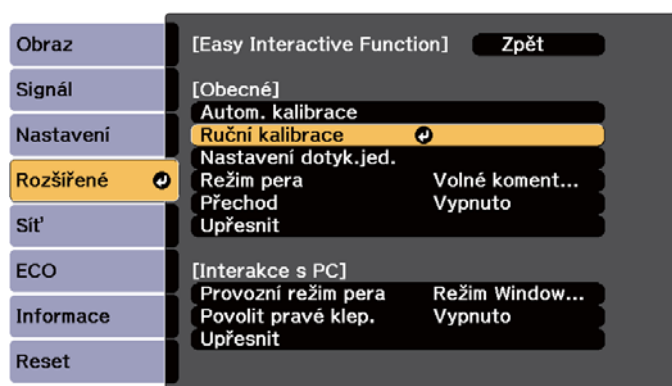 Obraz
Signál
Nastavení
Rozšířené
Síť
ECO
Informace
Reset
[Easy Interactive Function] Zpět
[Obecné]
Autom. kalibrace
Ruční kalibrace
Nastavení dotyk.jed.
Režim pera Volné koment...
Přechod Vypnuto
Upřesnit
[Interakce s PC]
Provozní režim pera Režim Window...
Povolit pravé klep. Vypnuto
Upřesnit